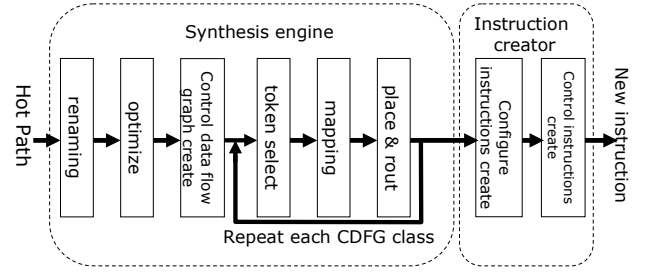 Synthesis engine
Instruction
creator
Hot Path
renaming
optimize
Control data flow
graph create
token select
mapping
place & rout
Configure
instructions create
Control instructions
create
New instruction
Repeat each CDFG class